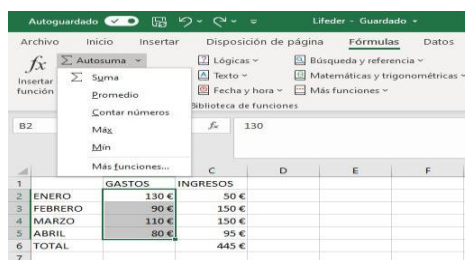 Autoguardado Lifeder - Guardado
Archivo Inicio Insertar Disposición de página Fórmulas Datos
fx Σ Autosuma Lógicas Búsqueda y referencia
Insertar función Σ Suma Texto Matemáticas y trigonométricas
Promedio Fecha y hora Más funciones
Contar números Biblioteca de funciones
B2 Máx fx 130
Mín
Más funciones...
C D E F
1 GASTOS INGRESOS
2 ENERO 130 € 50 €
3 FEBRERO 90 € 150 €
4 MARZO 110 € 150 €
5 ABRIL 80 € 95 €
6 TOTAL 445 €
7